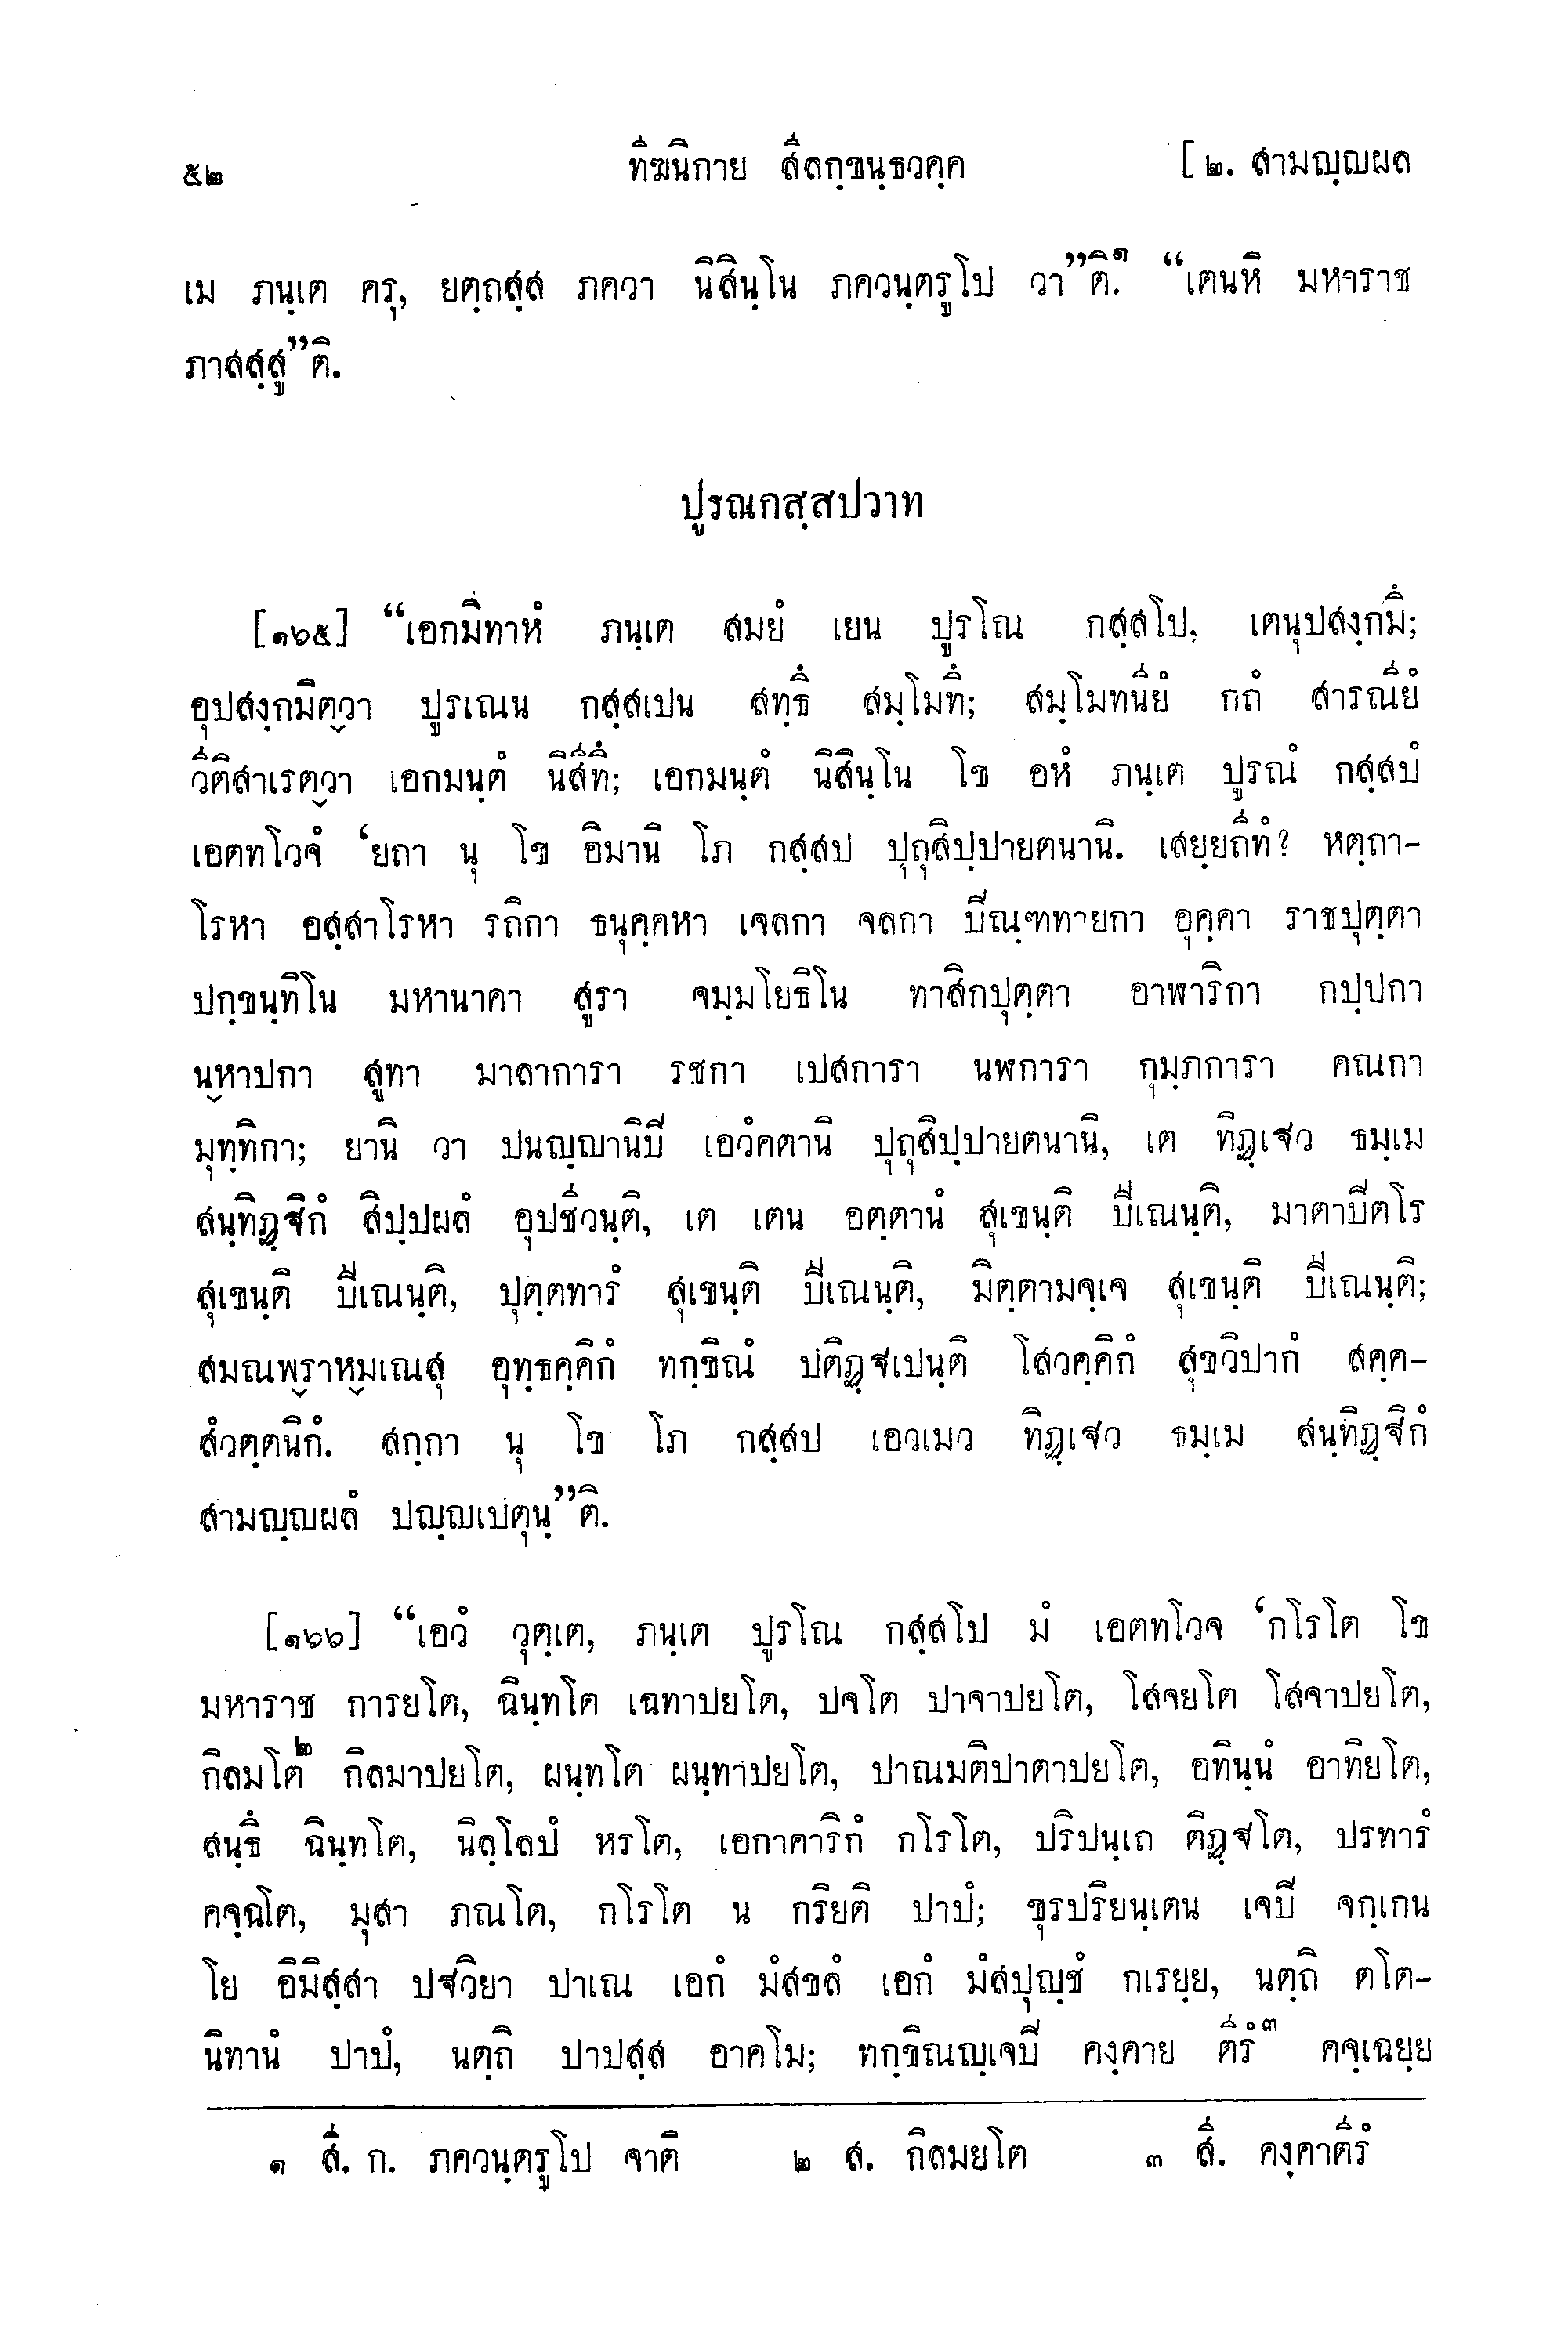 ๕๒ ทีฆนิกาย สีลกฺขนฺธวคฺค [ ๒. สามญฺญผล
เม ภนฺเต ครุ, ยตฺถสฺส ภควา นิสินฺโน ภควนฺตรูโป วา”ติ.๑ “เตนหิ มหาราช
ภาสสฺสู”ติ.
ปูรณกสฺสปวาท
[๑๖๕] “เอกมิทาหํ ภนฺเต สมยํ เยน ปูรโณ กสฺสโป, เตนุปสงฺกมึ;
อุปสงฺกมิตฺวา ปูรเณน กสฺสเปน สทฺธึ สมฺโมทึ; สมฺโมทนียํ กถํ สารณียํ
วีติสาเรตฺวา เอกมนฺตํ นิสีทึ; เอกมนฺตํ นิสินฺโน โข อหํ ภนฺเต ปูรณํ กสฺสปํ
เอตทโวจํ ‘ยถา นุ โข อิมานิ โภ กสฺสป ปุถุสิปฺปายตนานิ. เสยฺยถีทํ? หตฺถา-
โรหา อสฺสาโรหา รถิกา ธนุคฺคหา เจลกา จลกา ปิณฺฑทายกา อุคฺคา ราชปุตฺตา
ปกฺขนฺทิโน มหานาคา สูรา จมฺมโยธิโน ทาสิกปุตฺตา อาฬาริกา กปฺปกา
นฺหาปกา สูทา มาลาการา รชกา เปสการา นฬการา กุมฺภการา คณกา
มุทฺทิกา; ยานิ วา ปนญฺญานิปิ เอวํคตานิ ปุถุสิปฺปายตนานิ, เต ทิฏฺเฐว ธมฺเม
สนฺทิฏฺฐิกํ สิปฺปผลํ อุปชีวนฺติ, เต เตน อตฺตานํ สุเขนฺติ ปีเณนฺติ, มาตาปิตโร
สุเขนฺติ ปีเณนฺติ, ปุตฺตทารํ สุเขนฺติ ปีเณนฺติ, มิตฺตามจฺเจ สุเขนฺติ ปีเณนฺติ;
สมณพฺราหฺมเณสุ อุทฺธคฺคิกํ ทกฺขิณํ ปติฏฺฐเปนฺติ โสวคฺคิกํ สุขวิปากํ สคฺค-
สํวตฺตนิกํ. สกฺกา นุ โข โภ กสฺสป เอวเมว ทิฏฺเฐว ธมฺเม สนฺทิฏฺฐิกํ
สามญฺญผลํ ปญฺญเปตุนฺ”ติ.
[๑๖๖] “เอวํ วุตฺเต, ภนฺเต ปูรโณ กสฺสโป มํ เอตทโวจ ‘กโรโต โข
มหาราช การยโต, ฉินฺทโต เฉทาปยโต, ปจโต ปาจาปยโต, โสจยโต โสจาปยโต,
กิลมโต๒ กิลมาปยโต, ผนฺทโต ผนฺทาปยโต, ปาณมติปาตาปยโต, อทินฺนํ อาทิยโต,
สนฺธึ ฉินฺทโต, นิลฺโลปํ หรโต, เอกาคาริกํ กโรโต, ปริปนฺเถ ติฏฺฐโต, ปรทารํ
คจฺฉโต, มุสา ภณโต, กโรโต น กริยติ ปาปํ; ขุรปริยนฺเตน เจปิ จกฺเกน
โย อิมิสฺสา ปฐวิยา ปาเณ เอกํ มํสขลํ เอกํ มํสปุญฺชํ กเรยฺย, นตฺถิ ตโต-
นิทานํ ปาปํ, นตฺถิ ปาปสฺส อาคโม; ทกฺขิณญฺเจปิ คงฺคาย ตีรํ๓ คจฺเฉยฺย
๑ สี. ก. ภควนฺตรูโป จาติ ๒ ส. กิลมยโต ๓ สี. คงฺคาตีรํ